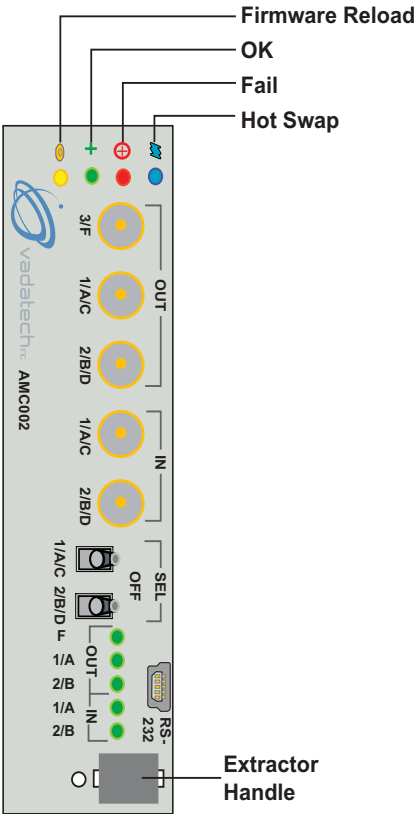 Firmware Reload
OK
Fail
Hot Swap
vadatech
AMC002
3/F
1/A/C
2/B/D
OUT
1/A/C
2/B/D
IN
1/A/C 2/B/D
OFF
SEL
F
1/A
2/B
OUT
1/A
2/B
IN
RS-
232
Extractor
Handle